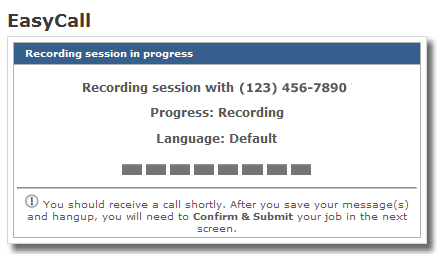 EasyCall
Recording session in progress
Recording session with (123) 456-7890
Progress: Recording
Language: Default
You should receive a call shortly. After you save your message(s)
and hangup, you will need to Confirm & Submit your job in the next
screen.